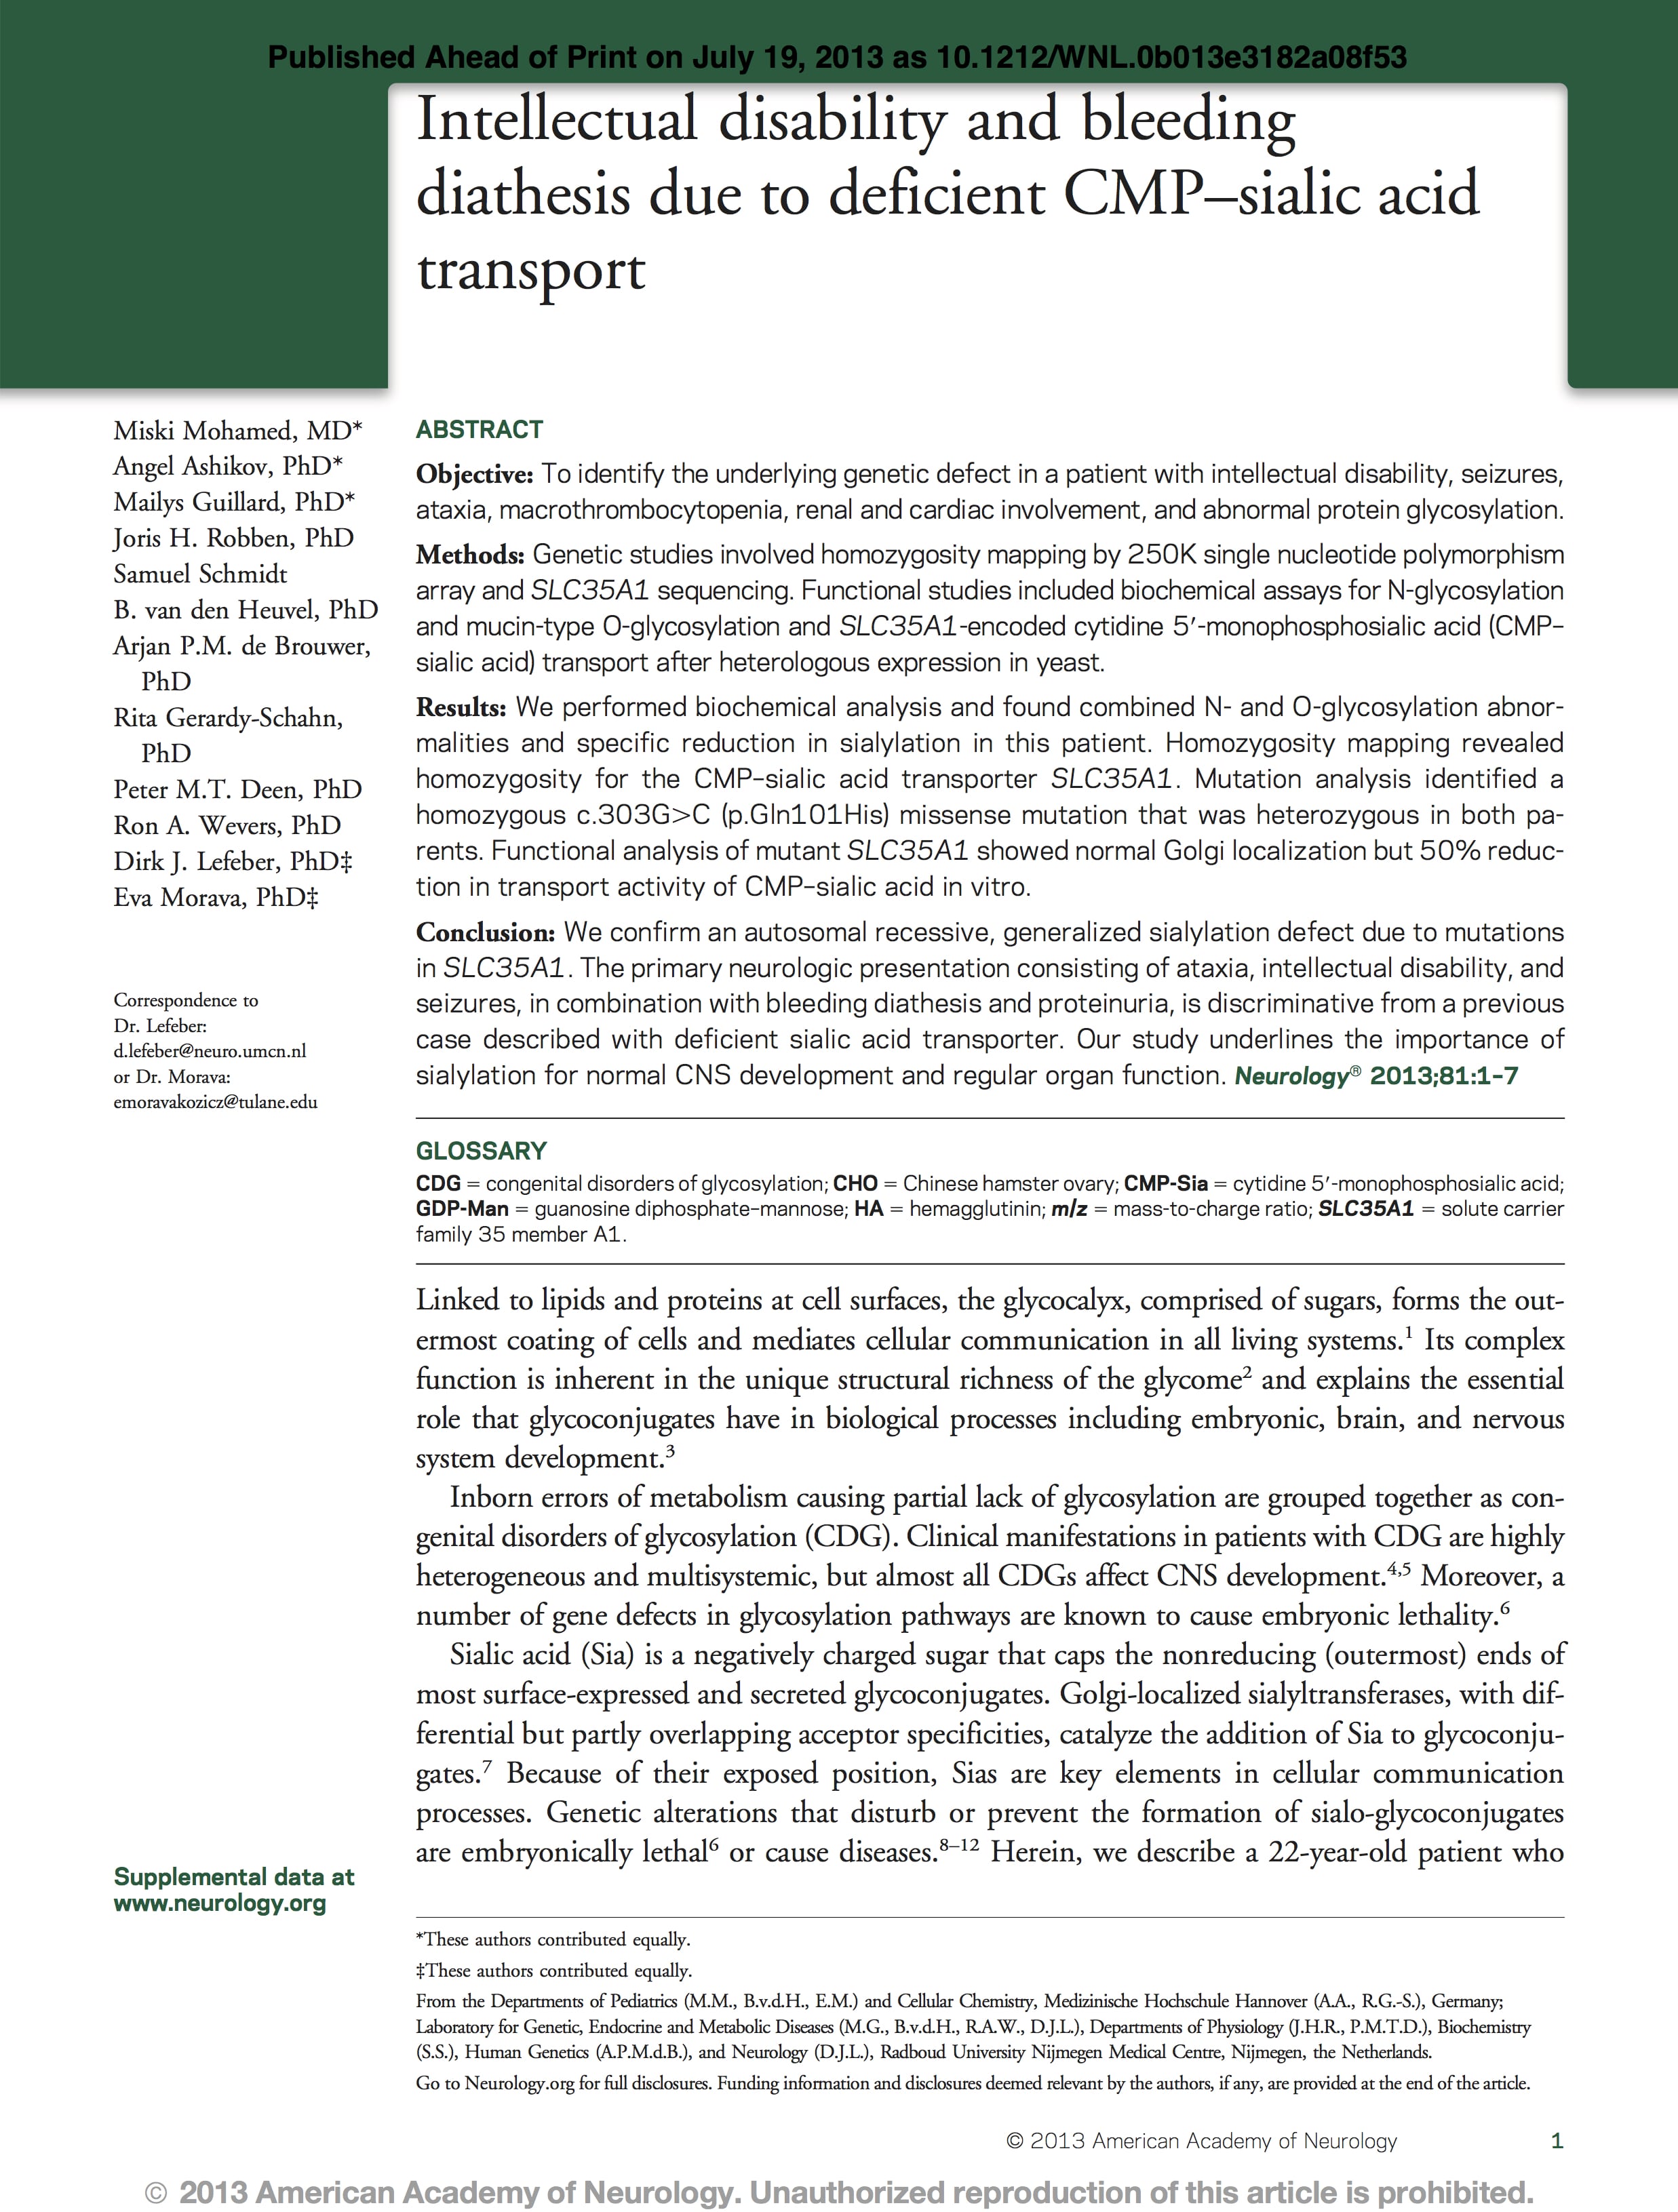 Published Ahead of Print on July 19, 2013 as 10.1212/WNL.0b013e3182a08f53
Intellectual disability and bleeding
diathesis due to deficient CMP–sialic acid
transport
Miski Mohamed, MD*
Angel Ashikov, PhD*
Mailys Guillard, PhD*
Joris H. Robben, PhD
Samuel Schmidt
B. van den Heuvel, PhD
Arjan P.M. de Brouwer,
PhD
Rita Gerardy-Schahn,
PhD
Peter M.T. Deen, PhD
Ron A. Wevers, PhD
Dirk J. Lefeber, PhD‡
Eva Morava, PhD‡
Correspondence to
Dr. Lefeber:
d.lefeber@neuro.umcn.nl
or Dr. Morava:
emoravakozicz@tulane.edu
Supplemental data at
www.neurology.org
ABSTRACT
Objective: To identify the underlying genetic defect in a patient with intellectual disability, seizures,
ataxia, macrothrombocytopenia, renal and cardiac involvement, and abnormal protein glycosylation.
Methods: Genetic studies involved homozygosity mapping by 250K single nucleotide polymorphism
array and SLC35A1 sequencing. Functional studies included biochemical assays for N-glycosylation
and mucin-type O-glycosylation and SLC35A1-encoded cytidine 5′-monophosphosialic acid (CMP–
sialic acid) transport after heterologous expression in yeast.
Results: We performed biochemical analysis and found combined N- and O-glycosylation abnor-
malities and specific reduction in sialylation in this patient. Homozygosity mapping revealed
homozygosity for the CMP–sialic acid transporter SLC35A1. Mutation analysis identified a
homozygous c.303G>C (p.Gln101His) missense mutation that was heterozygous in both pa-
rents. Functional analysis of mutant SLC35A1 showed normal Golgi localization but 50% reduc-
tion in transport activity of CMP–sialic acid in vitro.
Conclusion: We confirm an autosomal recessive, generalized sialylation defect due to mutations
in SLC35A1. The primary neurologic presentation consisting of ataxia, intellectual disability, and
seizures, in combination with bleeding diathesis and proteinuria, is discriminative from a previous
case described with deficient sialic acid transporter. Our study underlines the importance of
sialylation for normal CNS development and regular organ function. Neurology® 2013;81:1–7
GLOSSARY
CDG = congenital disorders of glycosylation; CHO = Chinese hamster ovary; CMP-Sia = cytidine 5′-monophosphosialic acid;
GDP-Man = guanosine diphosphate–mannose; HA = hemagglutinin; m/z = mass-to-charge ratio; SLC35A1 = solute carrier
family 35 member A1.
Linked to lipids and proteins at cell surfaces, the glycocalyx, comprised of sugars, forms the out-
ermost coating of cells and mediates cellular communication in all living systems.1 Its complex
function is inherent in the unique structural richness of the glycome2 and explains the essential
role that glycoconjugates have in biological processes including embryonic, brain, and nervous
system development.3
Inborn errors of metabolism causing partial lack of glycosylation are grouped together as con-
genital disorders of glycosylation (CDG). Clinical manifestations in patients with CDG are highly
heterogeneous and multisystemic, but almost all CDGs affect CNS development.4,5 Moreover, a
number of gene defects in glycosylation pathways are known to cause embryonic lethality.6
Sialic acid (Sia) is a negatively charged sugar that caps the nonreducing (outermost) ends of
most surface-expressed and secreted glycoconjugates. Golgi-localized sialyltransferases, with dif-
ferential but partly overlapping acceptor specificities, catalyze the addition of Sia to glycoconju-
gates.7 Because of their exposed position, Sias are key elements in cellular communication
processes. Genetic alterations that disturb or prevent the formation of sialo-glycoconjugates
are embryonically lethal6 or cause diseases.8–12 Herein, we describe a 22-year-old patient who
*These authors contributed equally.
‡These authors contributed equally.
From the Departments of Pediatrics (M.M., B.v.d.H., E.M.) and Cellular Chemistry, Medizinische Hochschule Hannover (A.A., R.G.-S.), Germany;
Laboratory for Genetic, Endocrine and Metabolic Diseases (M.G., B.v.d.H., R.A.W., D.J.L.), Departments of Physiology (J.H.R., P.M.T.D.), Biochemistry
(S.S.), Human Genetics (A.P.M.d.B.), and Neurology (D.J.L.), Radboud University Nijmegen Medical Centre, Nijmegen, the Netherlands.
Go to Neurology.org for full disclosures. Funding information and disclosures deemed relevant by the authors, if any, are provided at the end of the article.
© 2013 American Academy of Neurology 1
© 2013 American Academy of Neurology. Unauthorized reproduction of this article is prohibited.